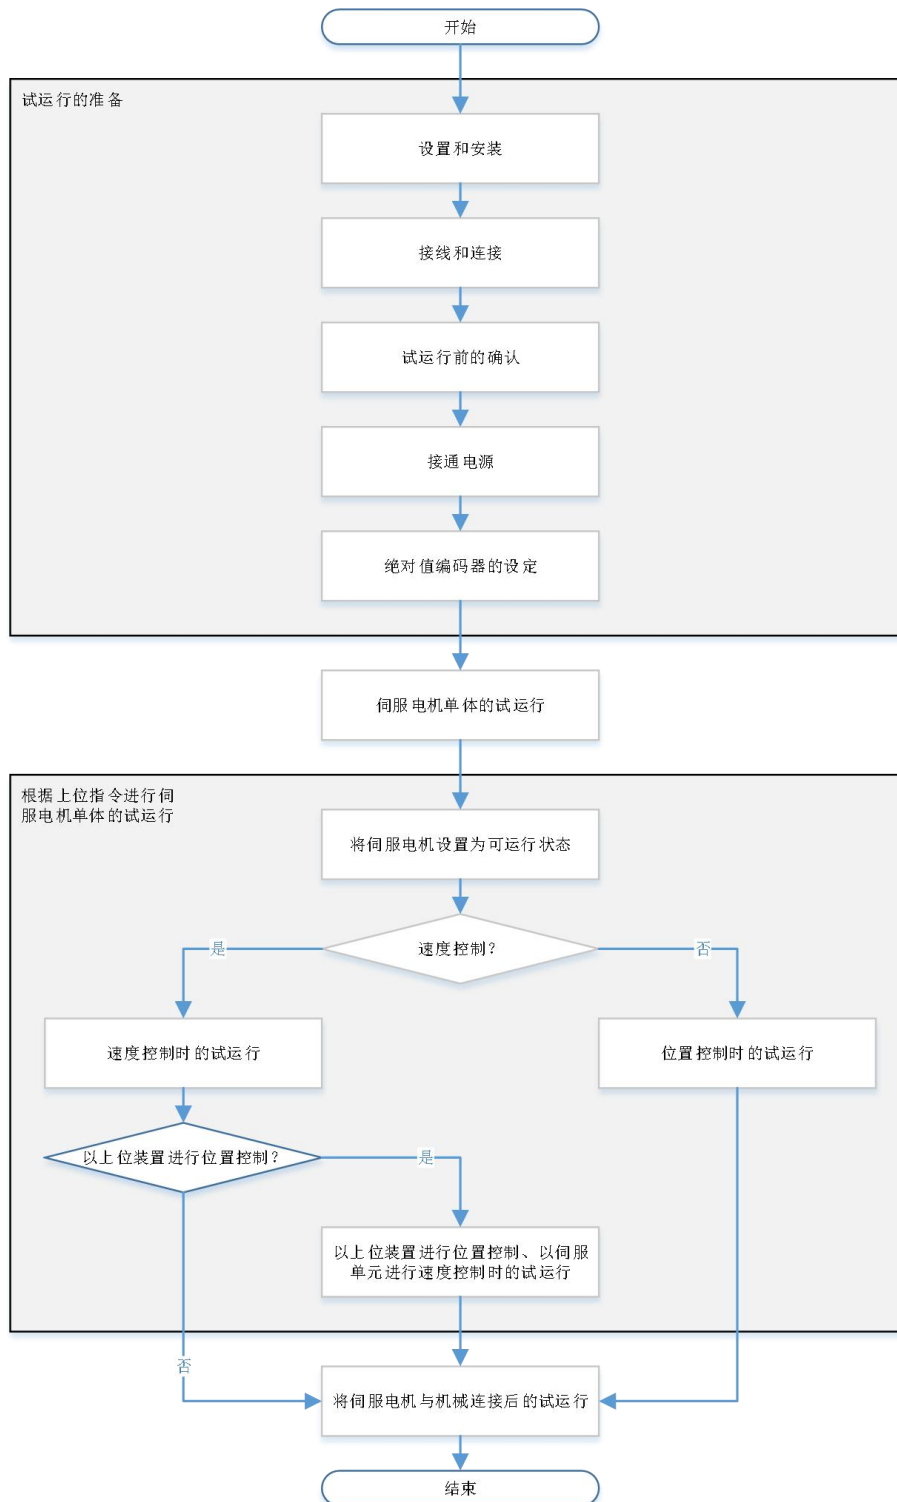 开始
试运行的准备
设置和安装
接线和连接
试运行前的确认
接通电源
绝对值编码器的设定
伺服电机单体的试运行
根据上位指令进行伺
服电机单体的试运行
将伺服电机设置为可运行状态
速度控制?
是
否
速度控制时的试运行
位置控制时的试运行
以上位装置进行位置控制?
是
以上位装置进行位置控制、以伺服
单元进行速度控制时的试运行
否
将伺服电机与机械连接后的试运行
结束